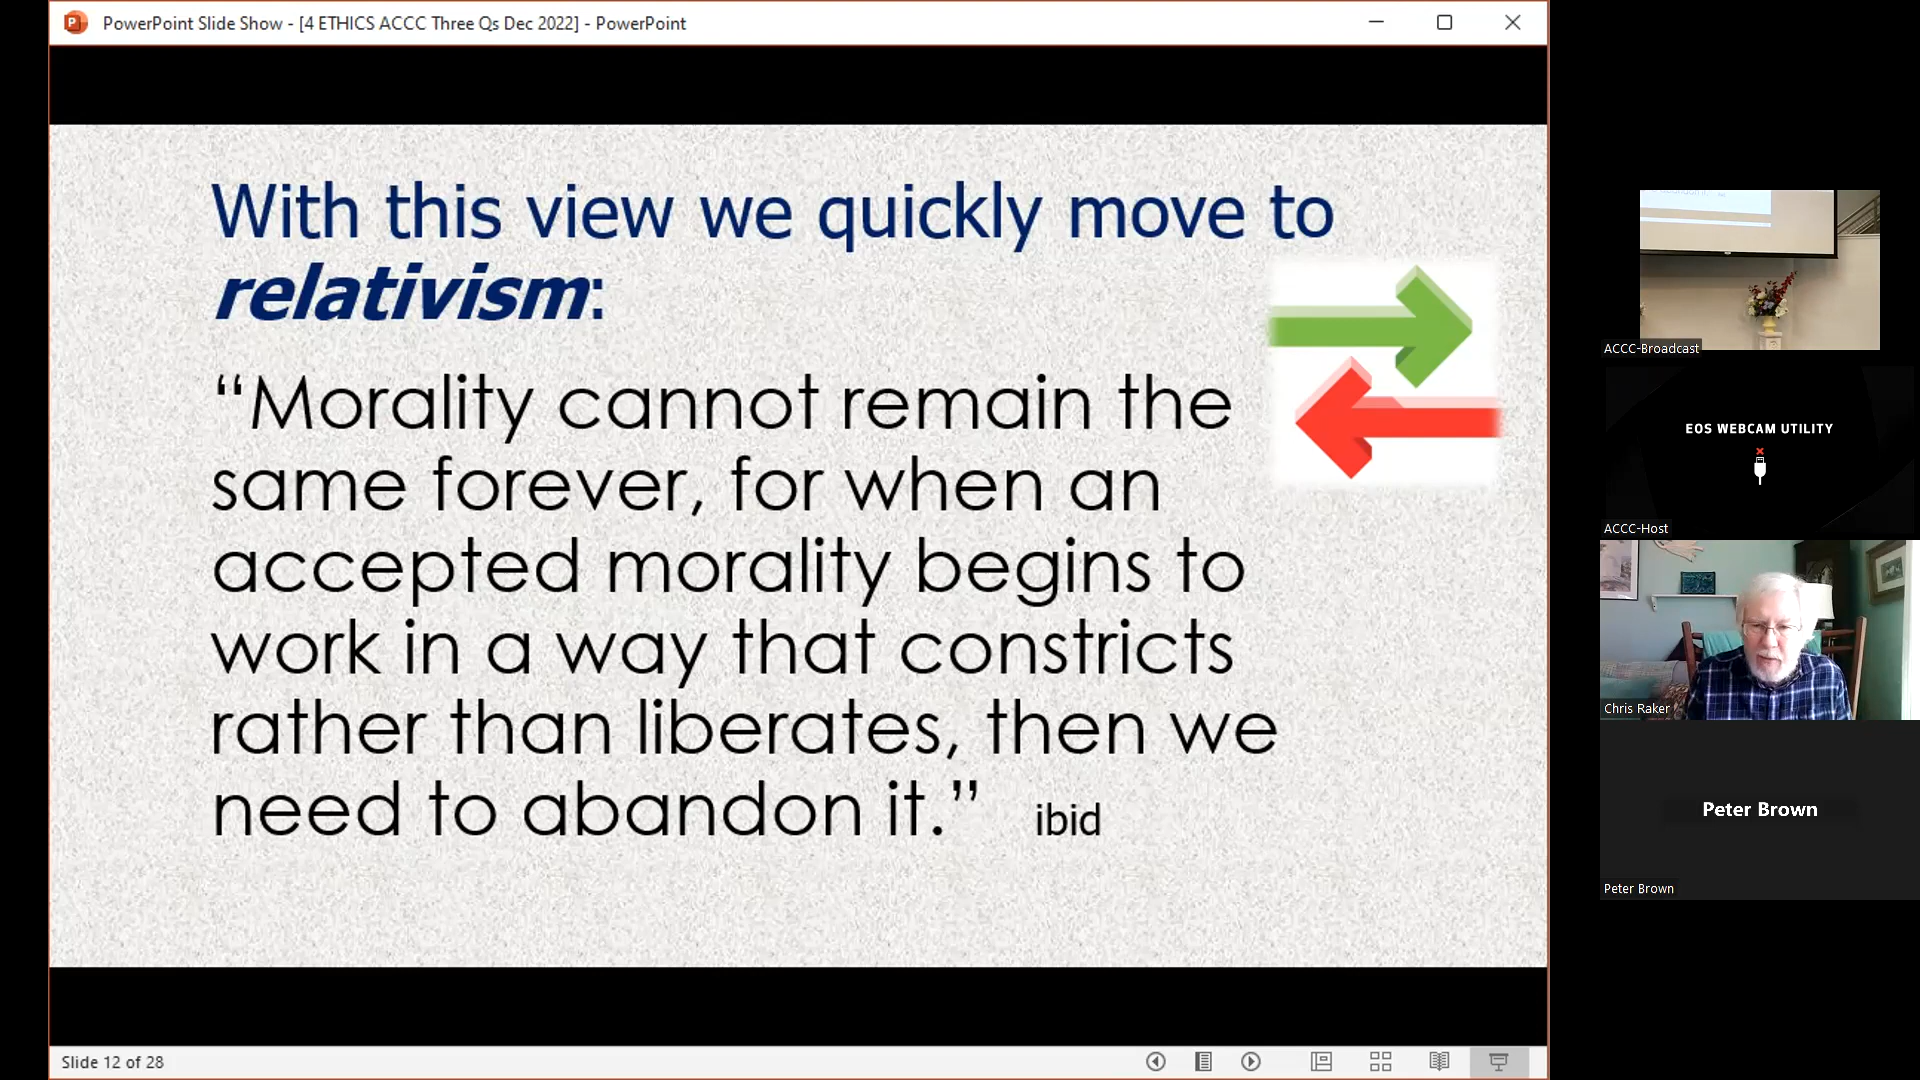 PowerPoint Slide Show - [4 ETHICS ACCC Three Qs Dec 2022] - PowerPoint
With this view we quickly move to
relativism:
“Morality cannot remain the
same forever, for when an
accepted morality begins to
work in a way that constricts
rather than liberates, then we
need to abandon it.” ibid
Slide 12 of 28
ACCC-Broadcast
EOS WEBCAM UTILITY
ACCC-Host
Chris Raker
Peter Brown
Peter Brown